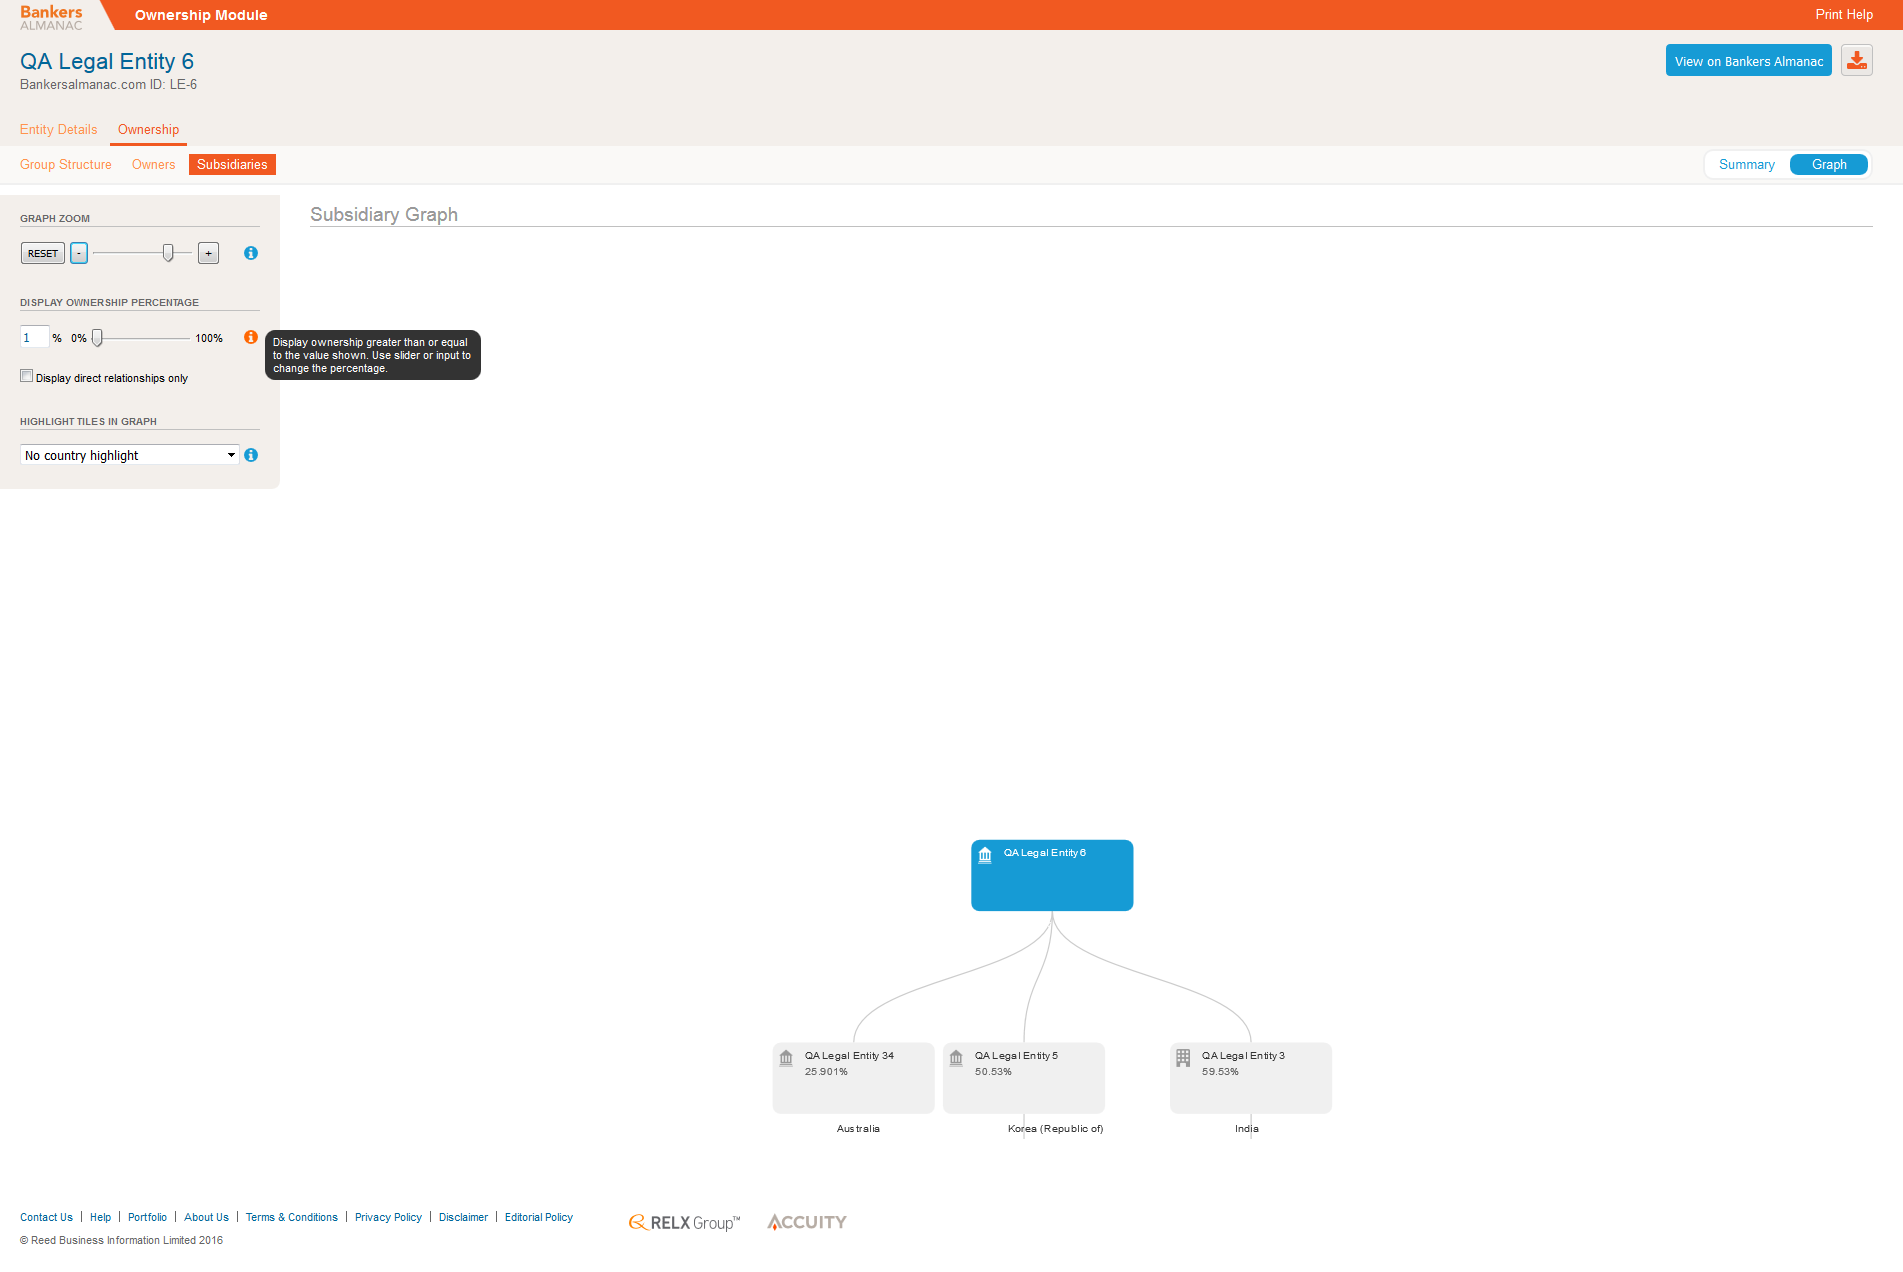 Bankers
ALMANAC
Ownership Module
Print Help
QA Legal Entity 6
Bankersalmanac.com ID: LE-6
View on Bankers Almanac
Entity Details Ownership
Group Structure Owners Subsidiaries
Summary Graph
GRAPH ZOOM
RESET - +
DISPLAY OWNERSHIP PERCENTAGE
1 % 0% 100%
Display ownership greater than or equal
to the value shown. Use slider or input to
change the percentage.
Display direct relationships only
HIGHLIGHT TILES IN GRAPH
No country highlight
Subsidiary Graph
QA Legal Entity 6
QA Legal Entity 34
25.901%
Australia
QA Legal Entity 5
50.53%
Korea (Republic of)
QA Legal Entity 3
59.53%
India
Contact Us | Help | Portfolio | About Us | Terms & Conditions | Privacy Policy | Disclaimer | Editorial Policy
RELX Group™
ACCUITY
© Reed Business Information Limited 2016